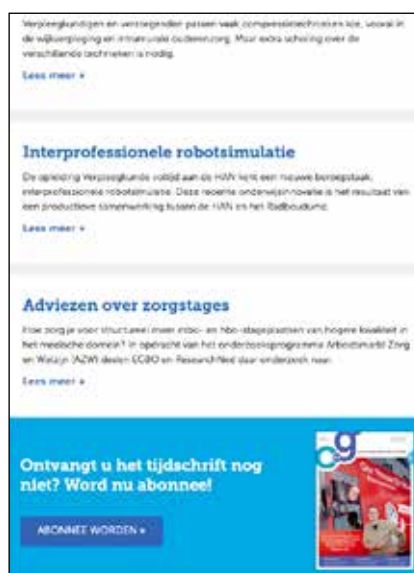 Verpleegkundigen en verzorgenden passen vaak compressietechnieken toe, vooral in
de wijkverpleging en intramurale ouderenzorg. Maar extra scholing over de
verschillende technieken is nodig.
Lees meer »
Interprofessionele robotsimulatie
De opleiding Verpleegkunde voltijd aan de HAN kent een nieuwe beroepstaak:
interprofessionele robotsimulatie. Deze recente onderwijsinnovatie is het resultaat van
een productieve samenwerking tussen de HAN en het Radboudumc.
Lees meer »
Adviezen over zorgstages
Hoe zorg je voor structureel meer mbo- en hbo-stageplaatsen van hogere kwaliteit in
het medische domein? In opdracht van het onderzoeksprogramma Arbeidsmarkt Zorg
en Welzijn (AZW) deden ECBO en ResearchNed daar onderzoek naar.
Lees meer »
Ontvangt u het tijdschrift nog
niet? Word nu abonnee!
ABONNEE WORDEN »